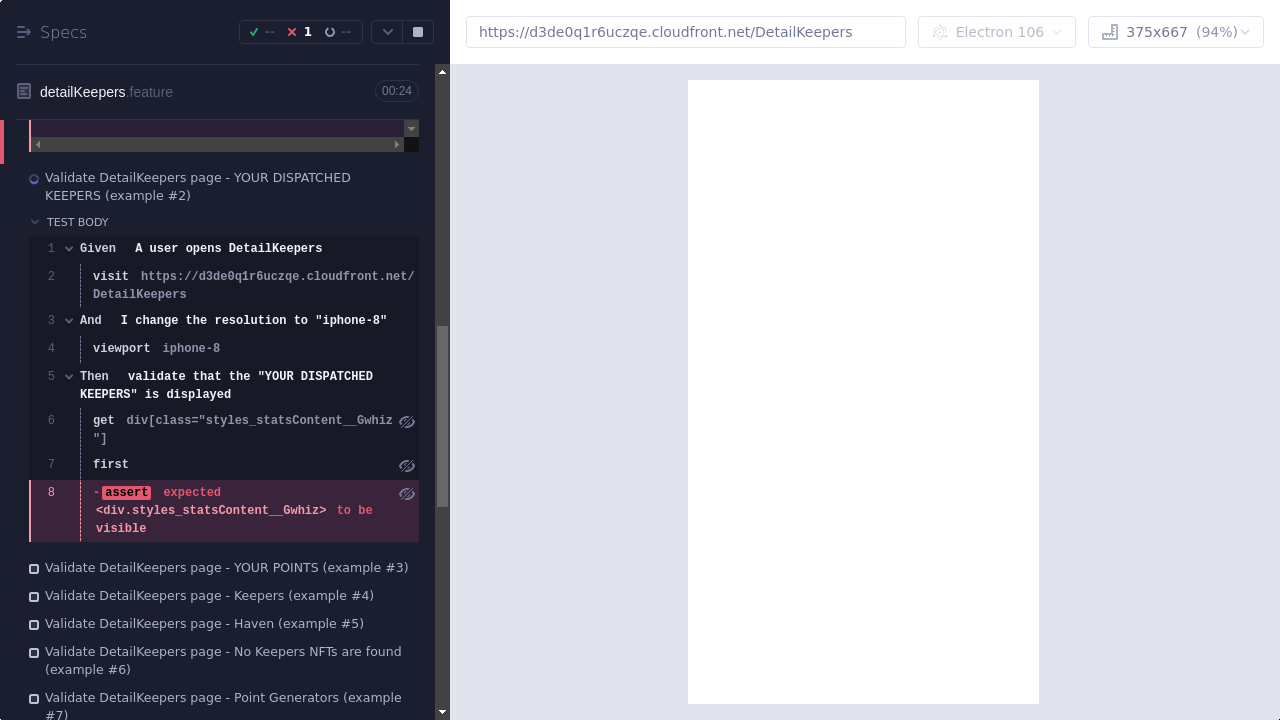 Specs
-- 1 --
https://d3de0q1r6uczqe.cloudfront.net/DetailKeepers
Electron 106
375x667 (94%)
detailKeepers.feature
00:24
Validate DetailKeepers page - YOUR DISPATCHED
KEEPERS (example #2)
TEST BODY
1 Given A user opens DetailKeepers
2 visit https://d3de0q1r6uczqe.cloudfront.net/
DetailKeepers
3 And I change the resolution to "iphone-8"
4 viewport iphone-8
5 Then validate that the "YOUR DISPATCHED
KEEPERS" is displayed
6 get div[class="styles_statsContent__Gwhiz
"]
7 first
8 -assert expected
<div.styles_statsContent__Gwhiz> to be
visible
Validate DetailKeepers page - YOUR POINTS (example #3)
Validate DetailKeepers page - Keepers (example #4)
Validate DetailKeepers page - Haven (example #5)
Validate DetailKeepers page - No Keepers NFTs are found
(example #6)
Validate DetailKeepers page - Point Generators (example
#7)